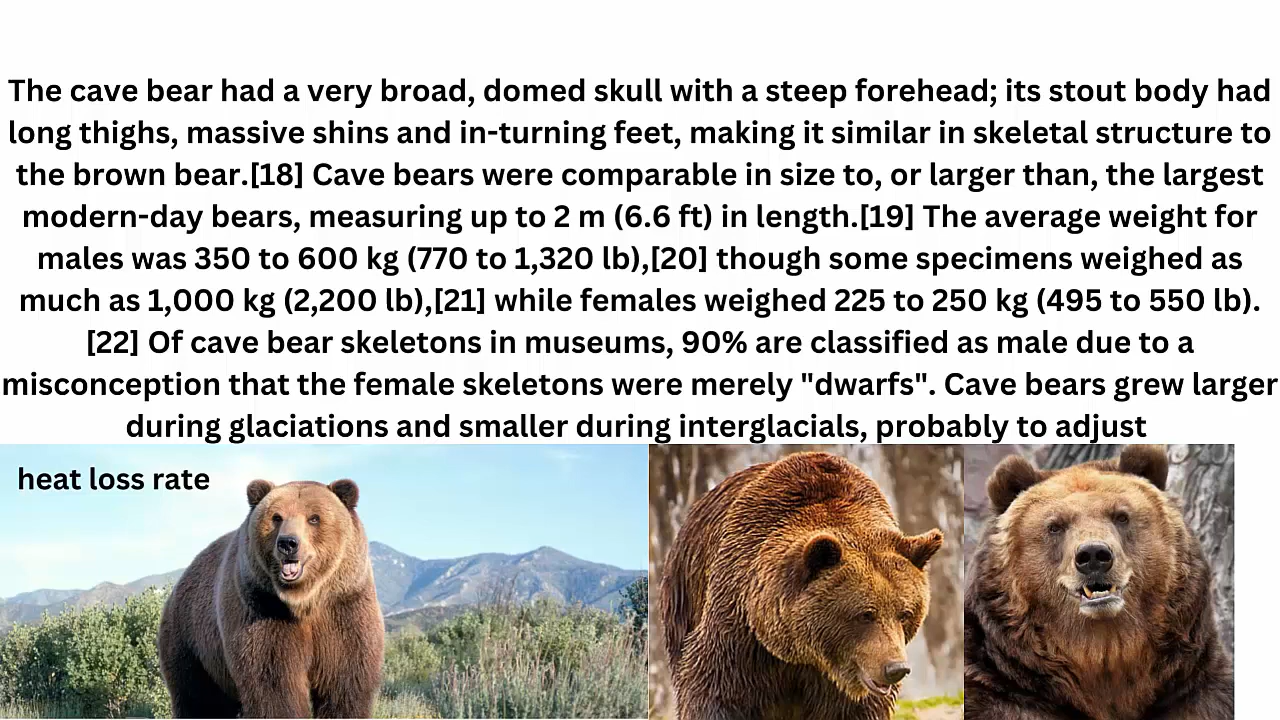 The cave bear had a very broad, domed skull with a steep forehead; its stout body had
long thighs, massive shins and in-turning feet, making it similar in skeletal structure to
the brown bear.[18] Cave bears were comparable in size to, or larger than, the largest
modern-day bears, measuring up to 2 m (6.6 ft) in length.[19] The average weight for
males was 350 to 600 kg (770 to 1,320 lb),[20] though some specimens weighed as
much as 1,000 kg (2,200 lb),[21] while females weighed 225 to 250 kg (495 to 550 lb).
[22] Of cave bear skeletons in museums, 90% are classified as male due to a
misconception that the female skeletons were merely "dwarfs". Cave bears grew larger
during glaciations and smaller during interglacials, probably to adjust
heat loss rate